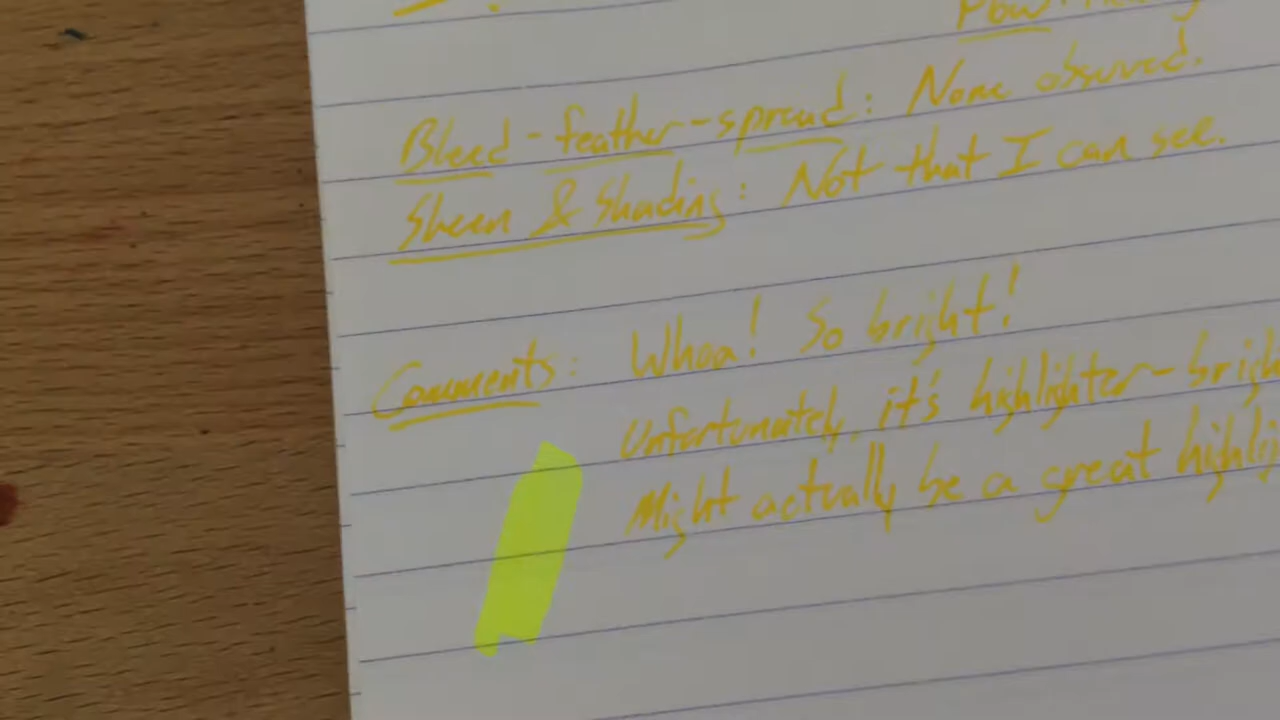 Bleed-feather-spread: None observed.
Sheen & Shading: Not that I can see.
Comments: Whoa! So bright!
Unfortunately, it's highlighter-
Might actually be a great